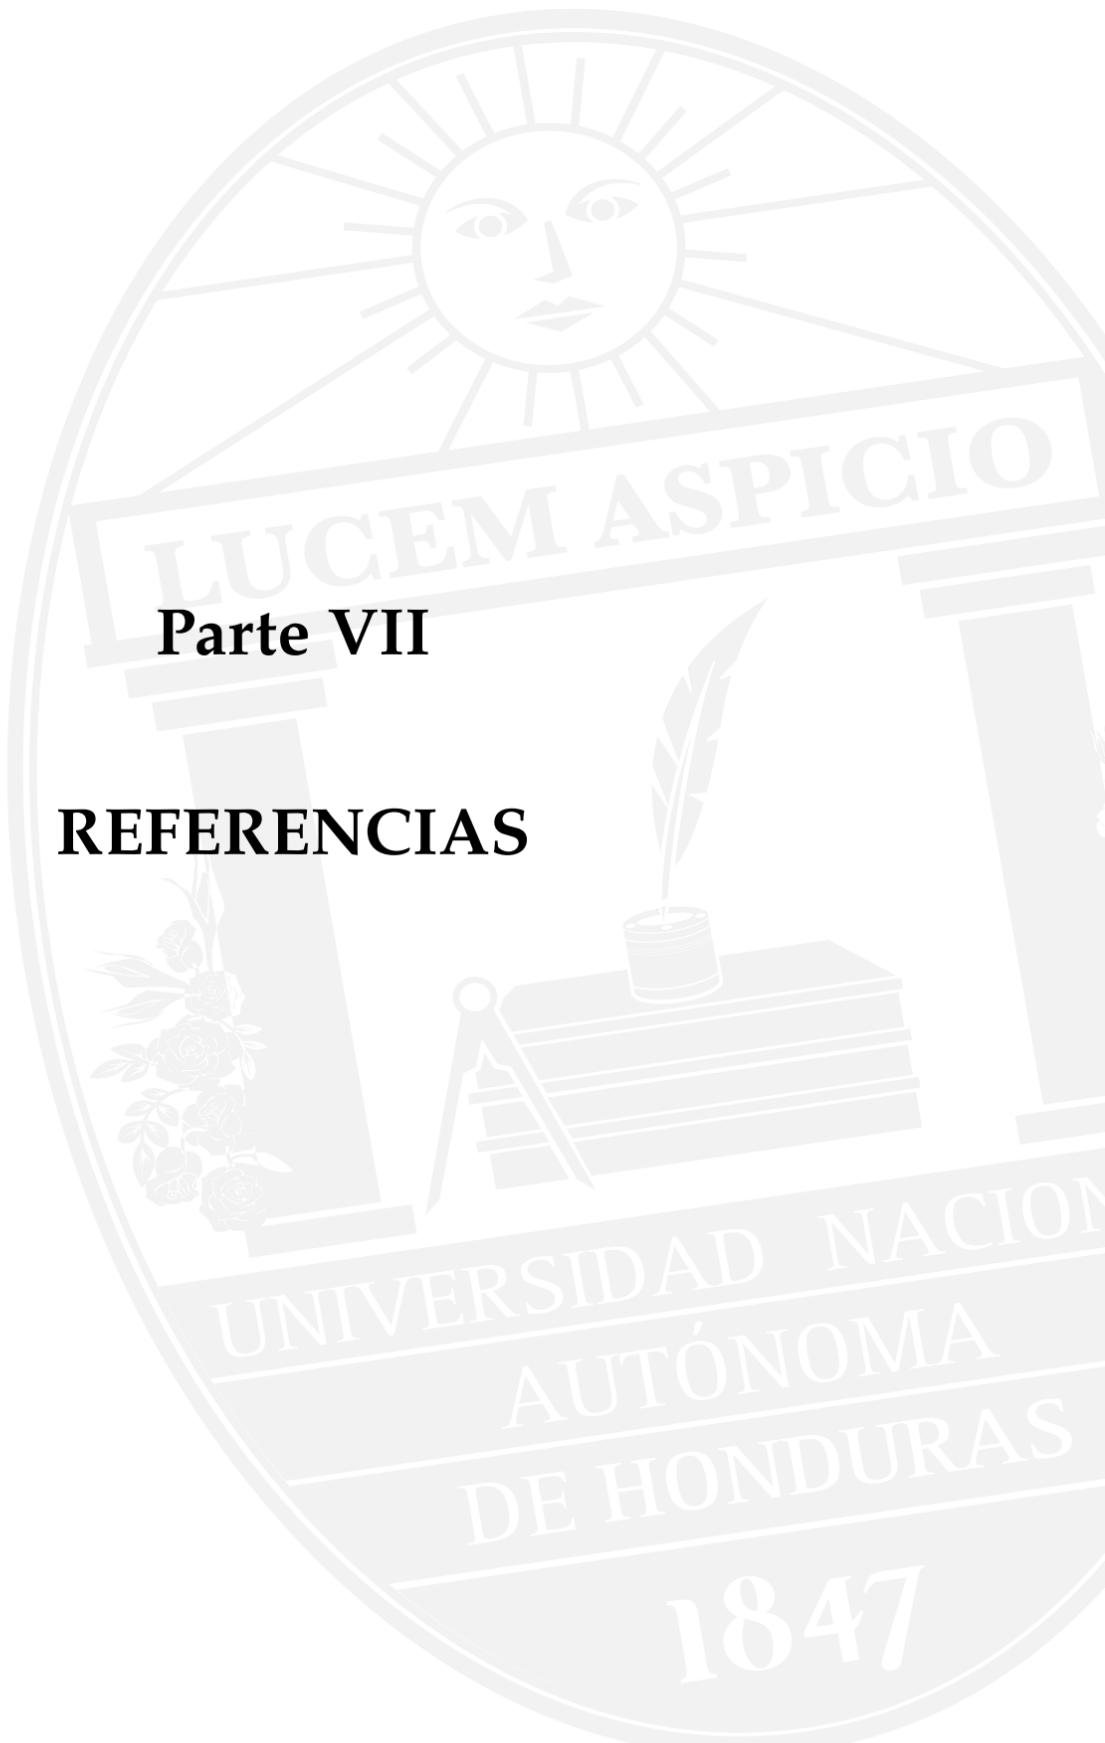 LUCEM ASPICIO
Parte VII
REFERENCIAS
UNIVERSIDAD NACION
AUTÓNOMA
DE HONDURAS
1847